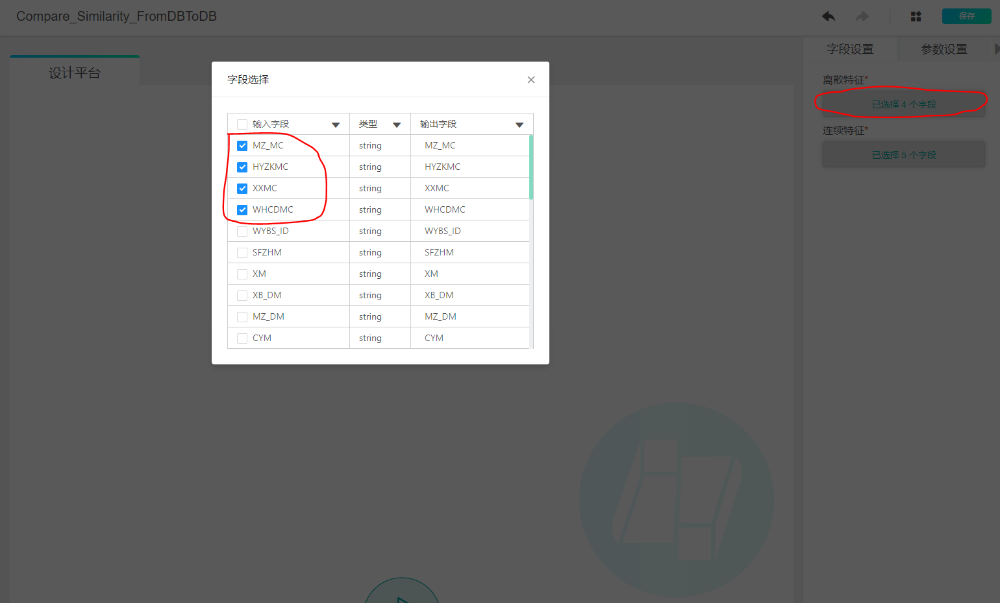 Compare_Similarity_FromDBToDB
保存
设计平台
字段设置 参数设置
离散特征*
已选择 4 个字段
连续特征*
已选择 5 个字段
字段选择
输入字段 类型 输出字段
MZ_MC string MZ_MC
HYZKMC string HYZKMC
XXMC string XXMC
WHCDMC string WHCDMC
WYBS_ID string WYBS_ID
SFZHM string SFZHM
XM string XM
XB_DM string XB_DM
MZ_DM string MZ_DM
CYM string CYM